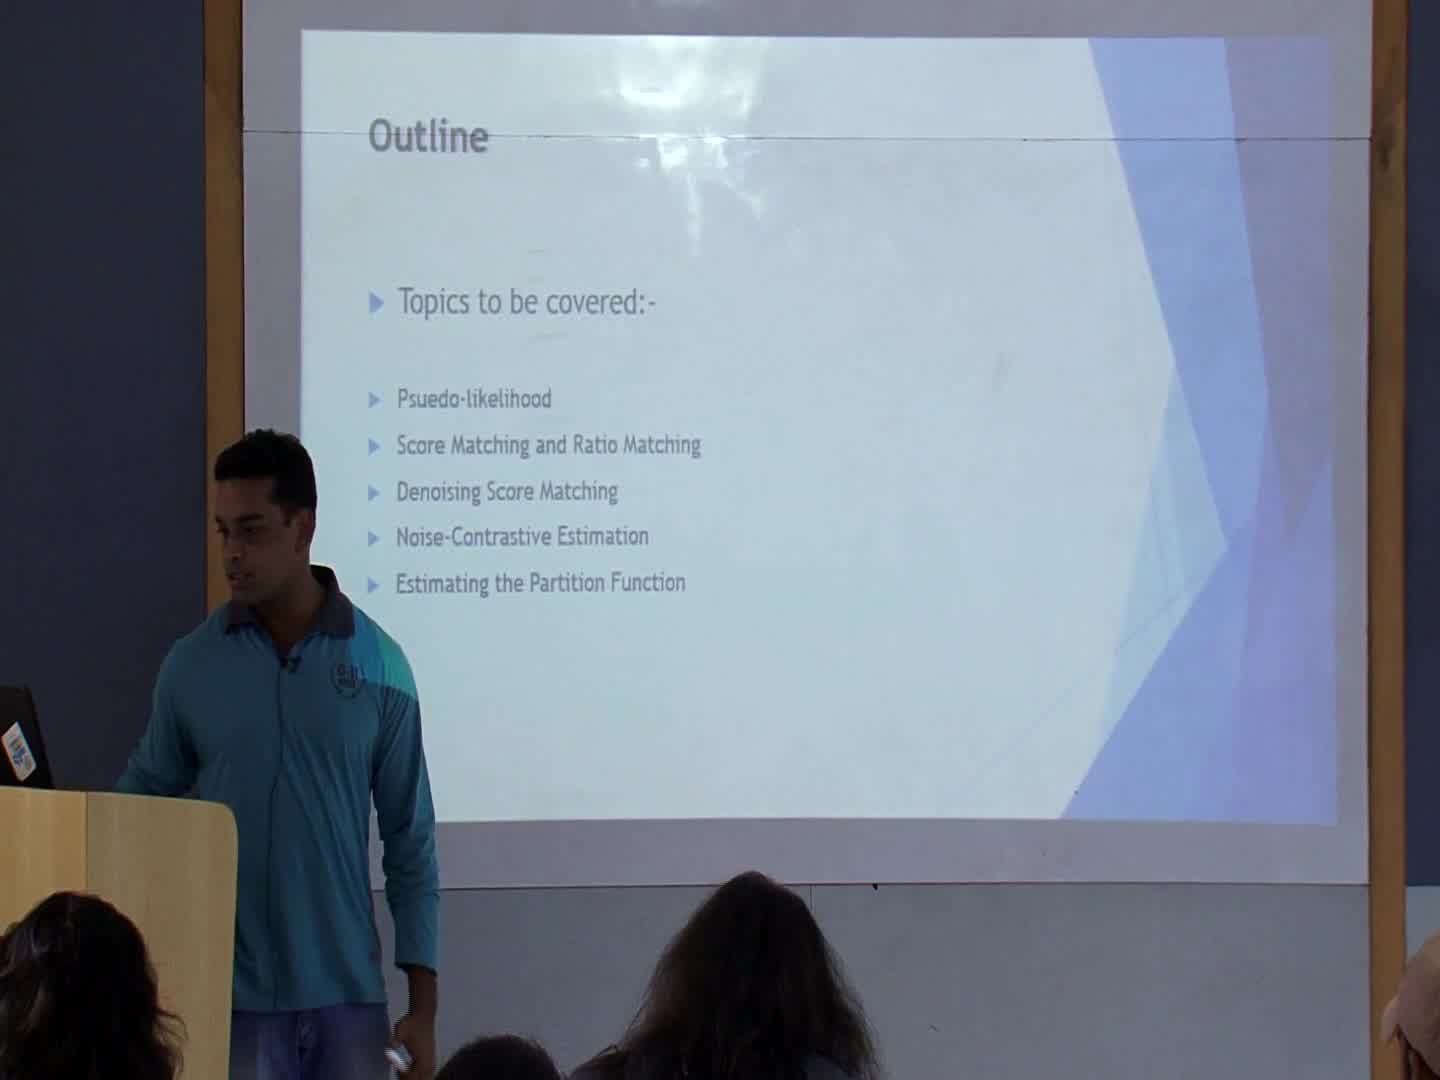 Outline
Topics to be covered:-
Psuedo-likelihood
Score Matching and Ratio Matching
Denoising Score Matching
Noise-Contrastive Estimation
Estimating the Partition Function